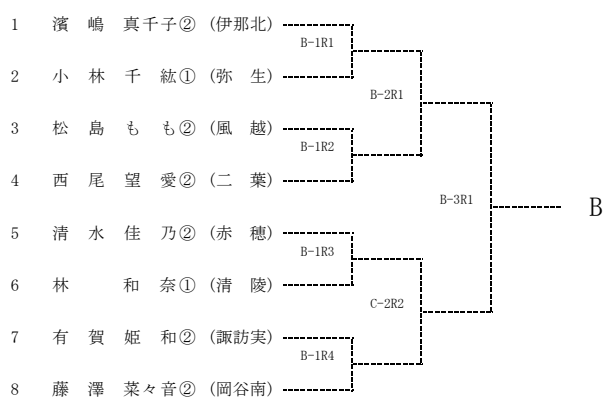 1 濱 嶋 真千子② (伊那北)
B-1R1
2 小 林 千 紘① (弥 生)
B-2R1
3 松 島 も も② (風 越)
B-1R2
4 西 尾 望 愛② (二 葉)
B-3R1
B
5 清 水 佳 乃② (赤 穂)
B-1R3
6 林 和 奈① (清 陵)
C-2R2
7 有 賀 姫 和② (諏訪実)
B-1R4
8 藤 澤 菜々音② (岡谷南)